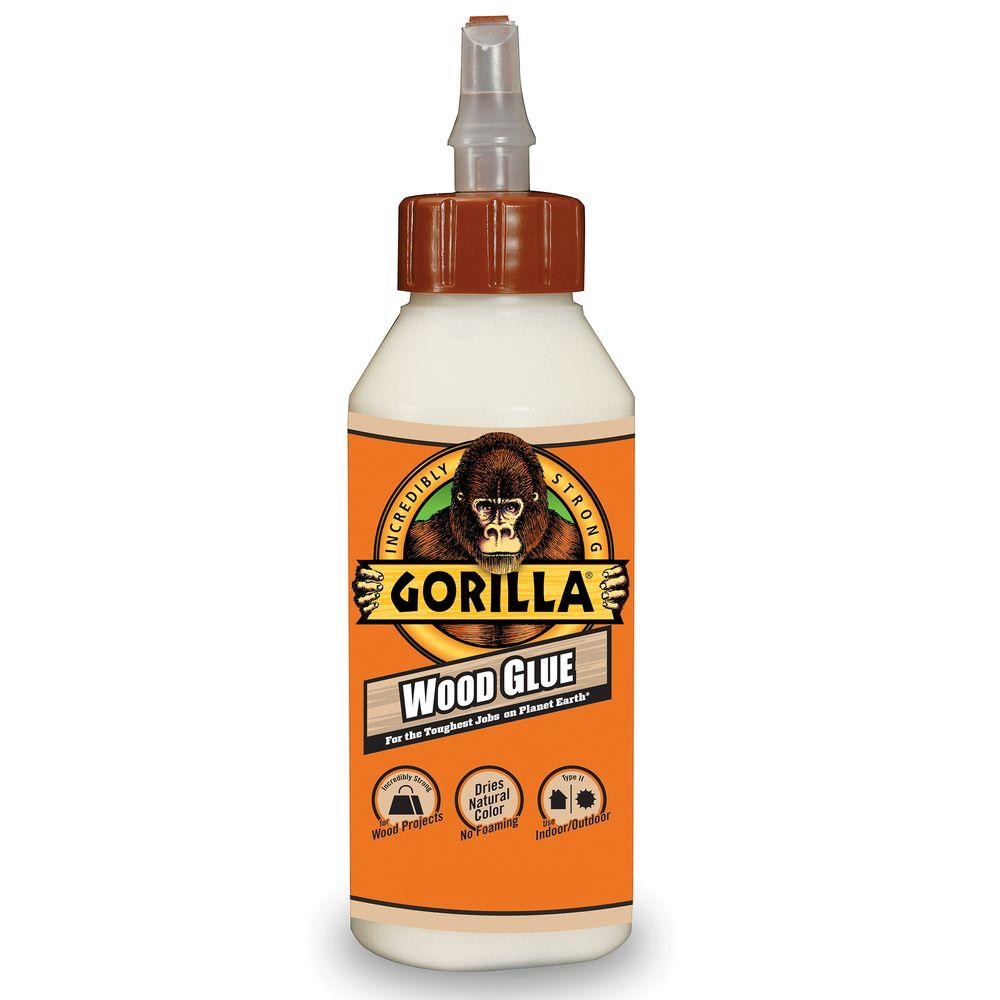 INCREDIBLY STRONG
GORILLA®
WOOD GLUE
For the Toughest Jobs on Planet Earth®
Incredibly Strong
for
Wood Projects
Dries
Natural
Color
No Foaming
Type II
Use
Indoor/Outdoor